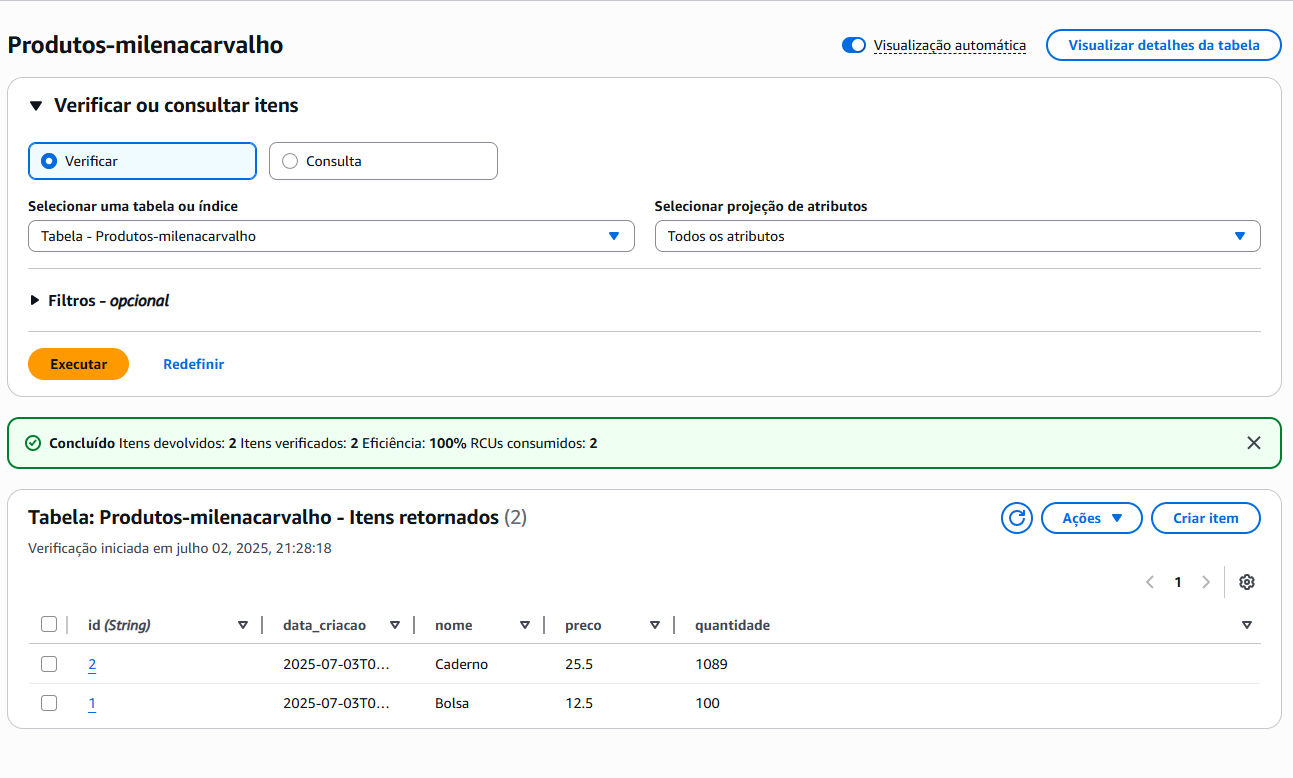 Produtos-milenacarvalho
Visualização automática
Visualizar detalhes da tabela
Verificar ou consultar itens
Verificar
Consulta
Selecionar uma tabela ou índice
Selecionar projeção de atributos
Tabela - Produtos-milenacarvalho
Todos os atributos
Filtros - opcional
Executar
Redefinir
Concluído Itens devolvidos: 2 Itens verificados: 2 Eficiência: 100% RCUs consumidos: 2
Tabela: Produtos-milenacarvalho - Itens retornados (2)
Ações
Criar item
Verificação iniciada em julho 02, 2025, 21:28:18
1
id (String) data_criacao nome preco quantidade
2 2025-07-03T0... Caderno 25.5 1089
1 2025-07-03T0... Bolsa 12.5 100